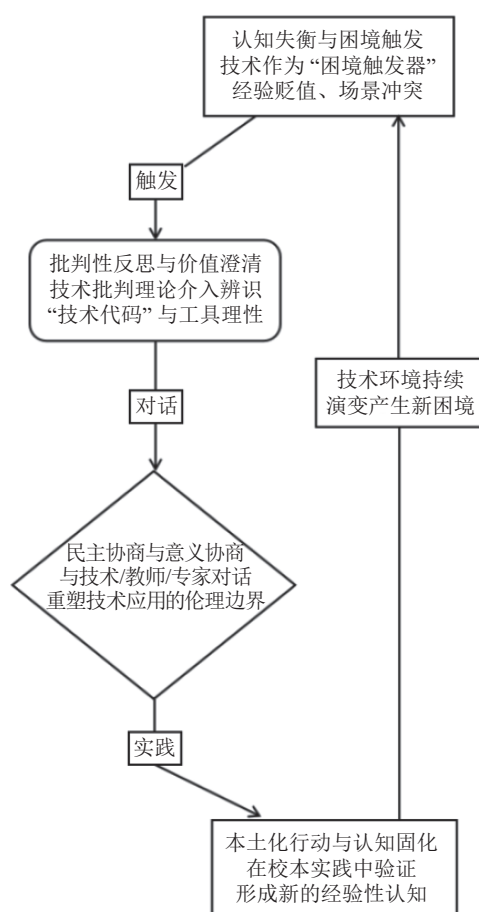 认知失衡与困境触发
技术作为“困境触发器”
经验贬值、场景冲突
触发
批判性反思与价值澄清
技术批判理论介入辨识
“技术代码”与工具理性
对话
技术环境持续
演变产生新困境
民主协商与意义协商
与技术/教师/专家对话
重塑技术应用的伦理边界
实践
本土化行动与认知固化
在校本实践中验证
形成新的经验性认知